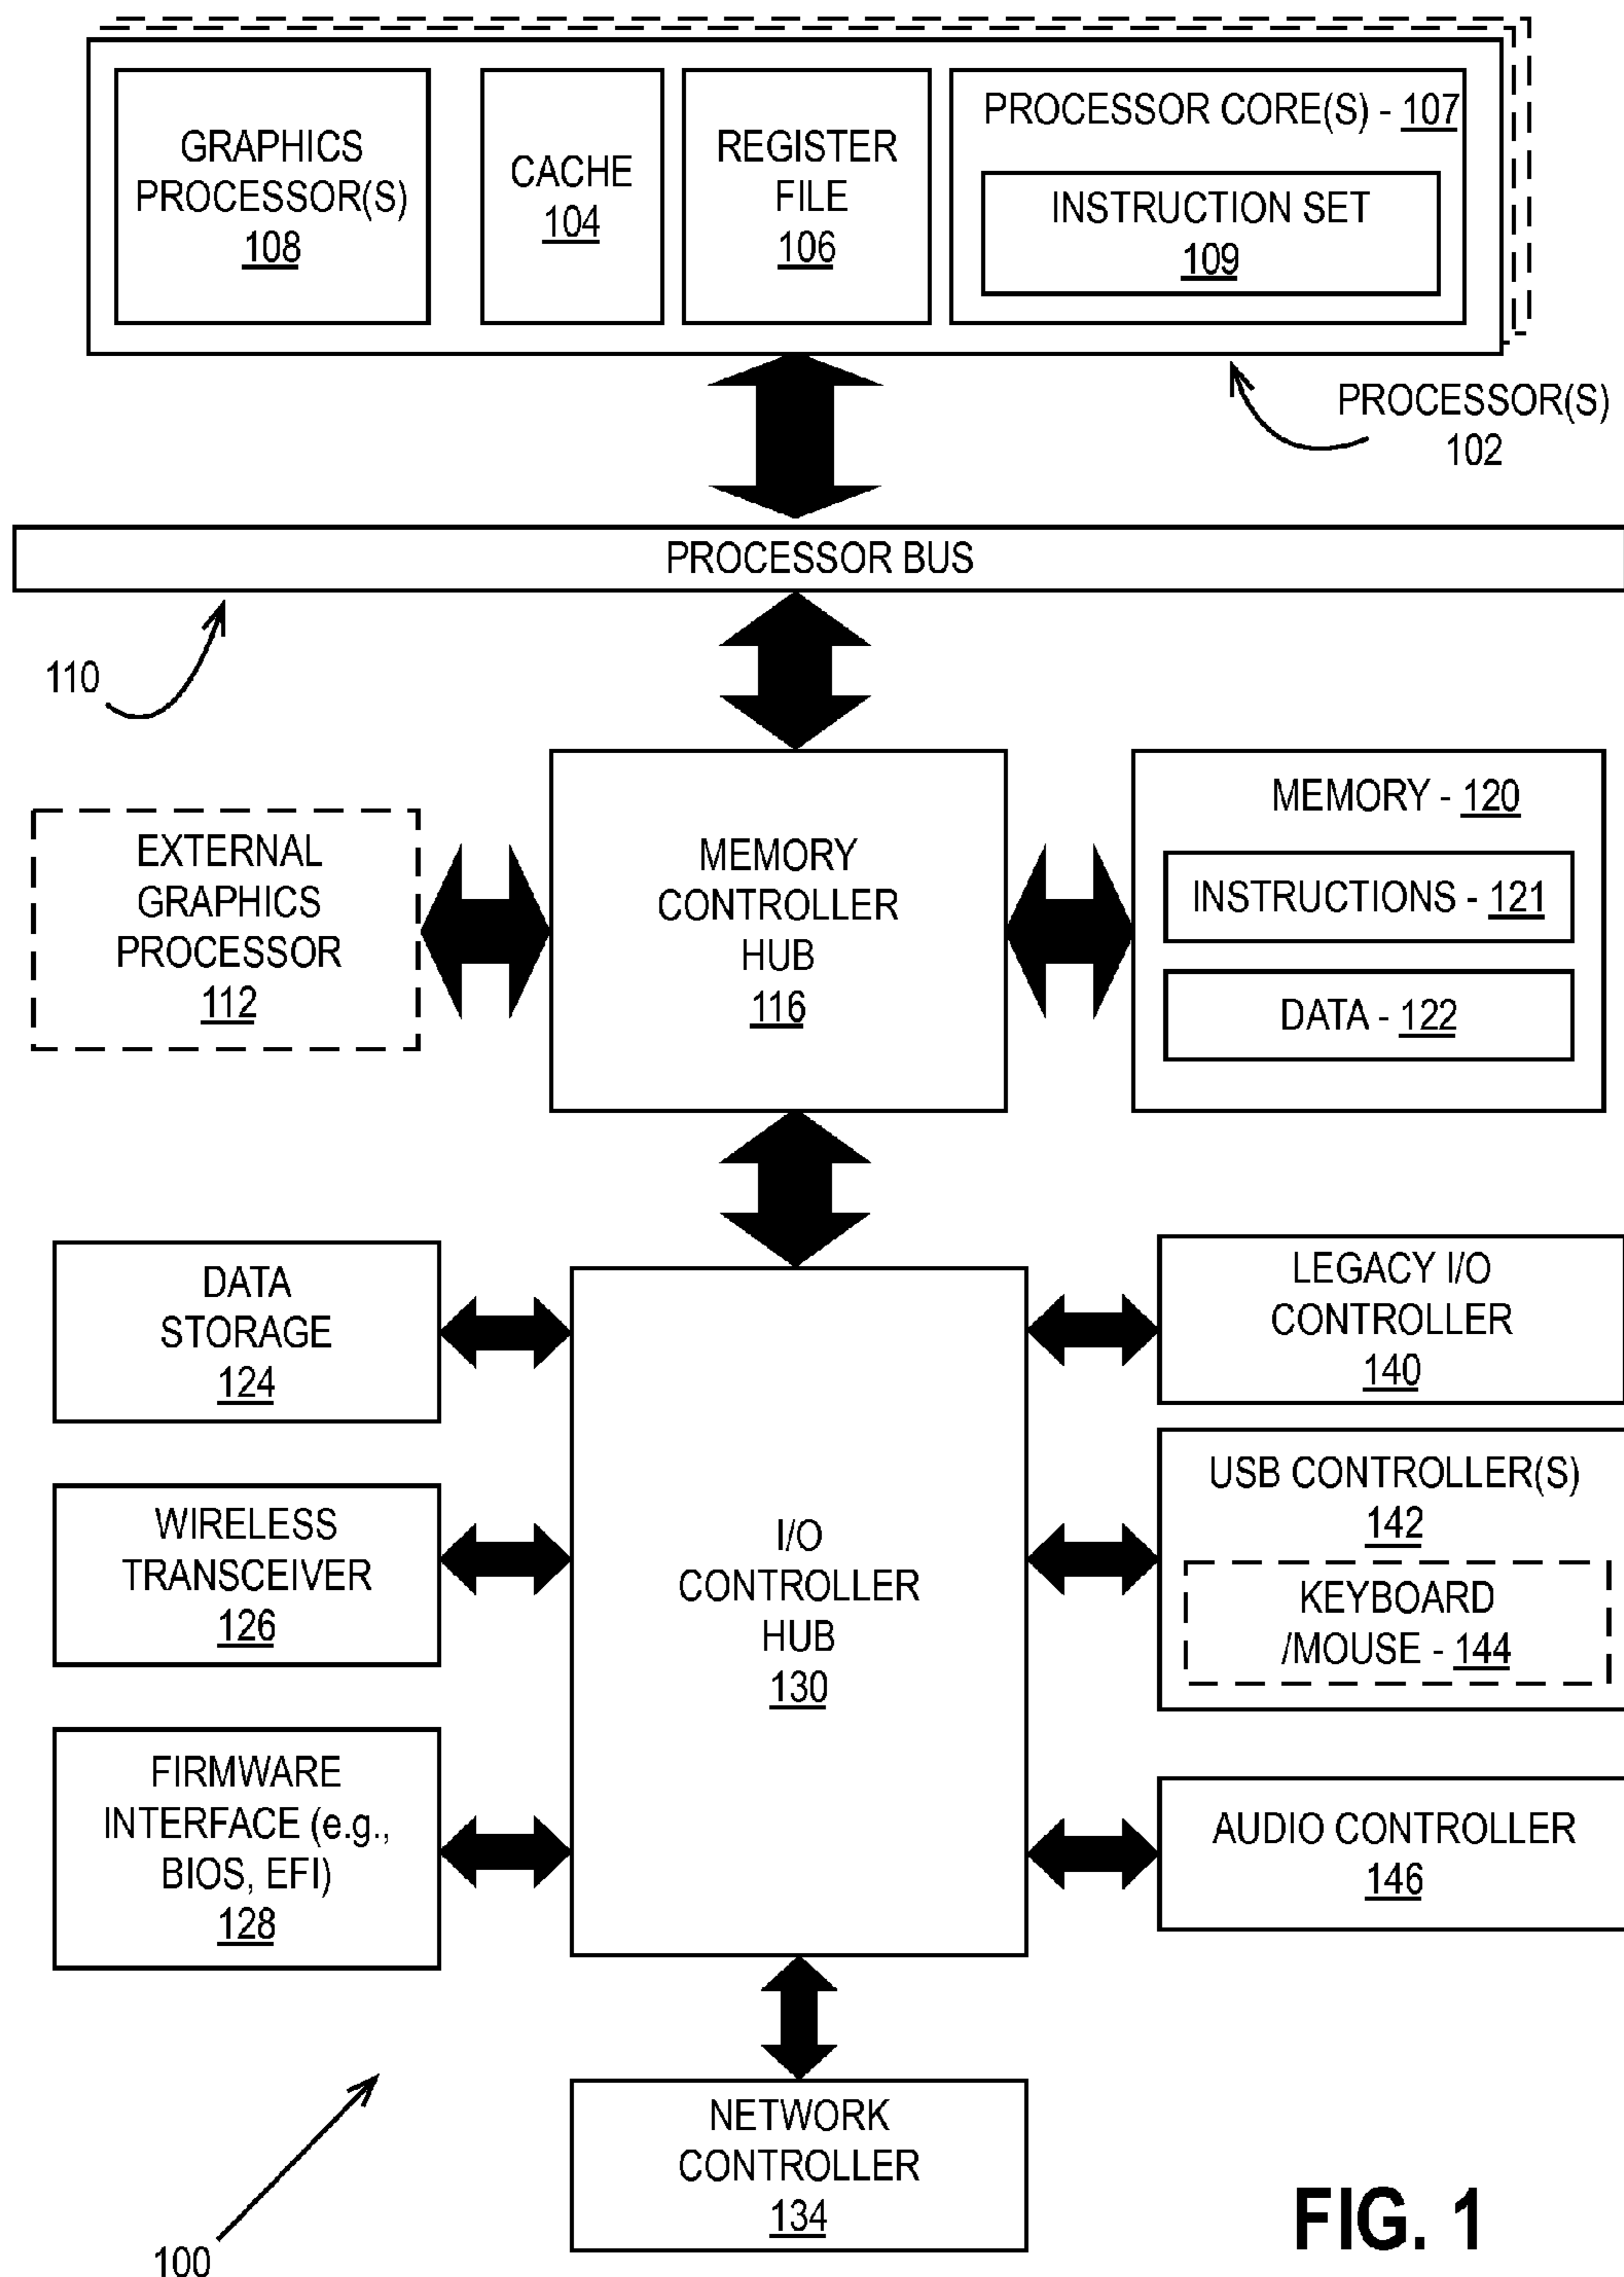 GRAPHICS
PROCESSOR(S)
108
CACHE
104
REGISTER
FILE
106
PROCESSOR CORE(S) - 107
INSTRUCTION SET
109
PROCESSOR(S)
102
PROCESSOR BUS
110
EXTERNAL
GRAPHICS
PROCESSOR
112
MEMORY
CONTROLLER
HUB
116
MEMORY - 120
INSTRUCTIONS - 121
DATA - 122
DATA
STORAGE
124
WIRELESS
TRANSCEIVER
126
FIRMWARE
INTERFACE (e.g.,
BIOS, EFI)
128
I/O
CONTROLLER
HUB
130
LEGACY I/O
CONTROLLER
140
USB CONTROLLER(S)
142
KEYBOARD
/MOUSE - 144
AUDIO CONTROLLER
146
NETWORK
CONTROLLER
134
100
FIG. 1